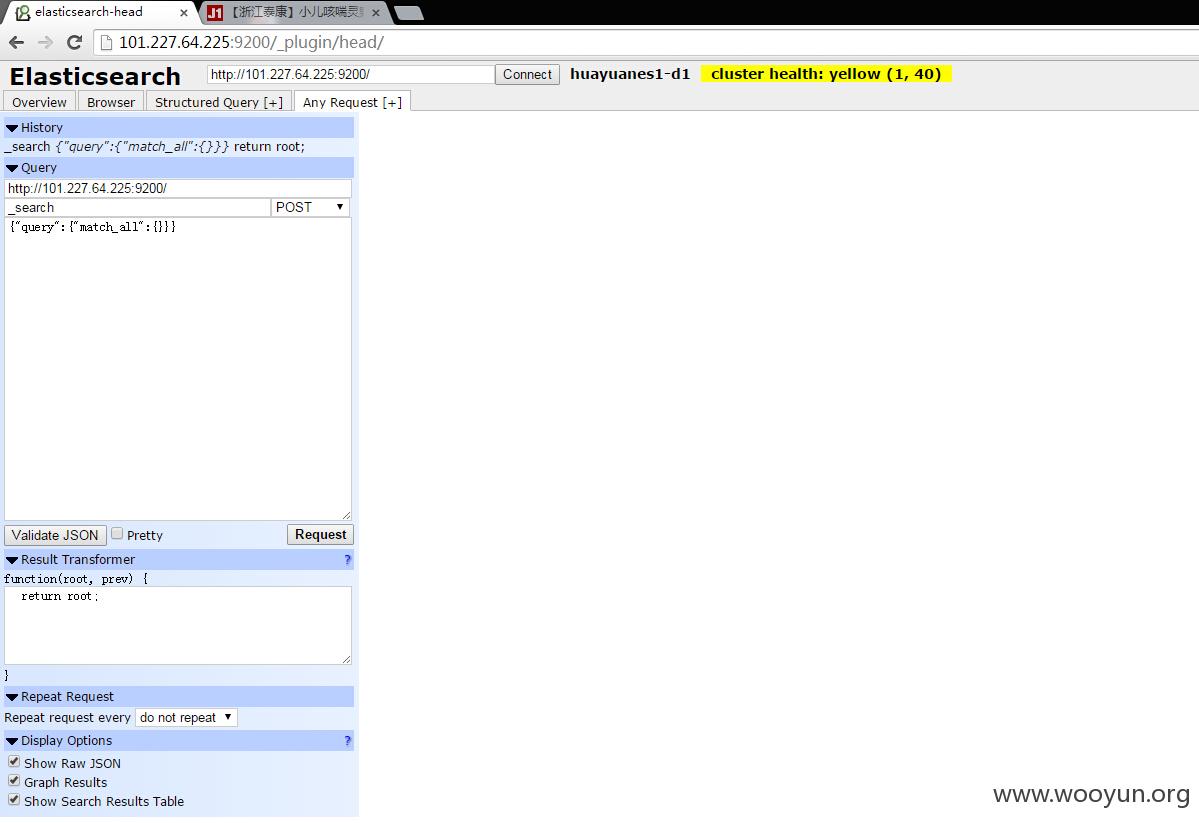 elasticsearch-head
J1 【浙江泰康】小儿咳喘灵
101.227.64.225:9200/_plugin/head/
Elasticsearch http://101.227.64.225:9200/ Connect huayuanes1-d1 cluster health: yellow (1, 40)
Overview Browser Structured Query [+] Any Request [+]
History
_search {"query":{"match_all":{}}} return root;
Query
http://101.227.64.225:9200/
_search POST
{"query":{"match_all":{}}}
Validate JSON Pretty Request
Result Transformer ?
function(root, prev) {
return root;
}
Repeat Request
Repeat request every do not repeat
Display Options ?
Show Raw JSON
Graph Results
Show Search Results Table
www.wooyun.org